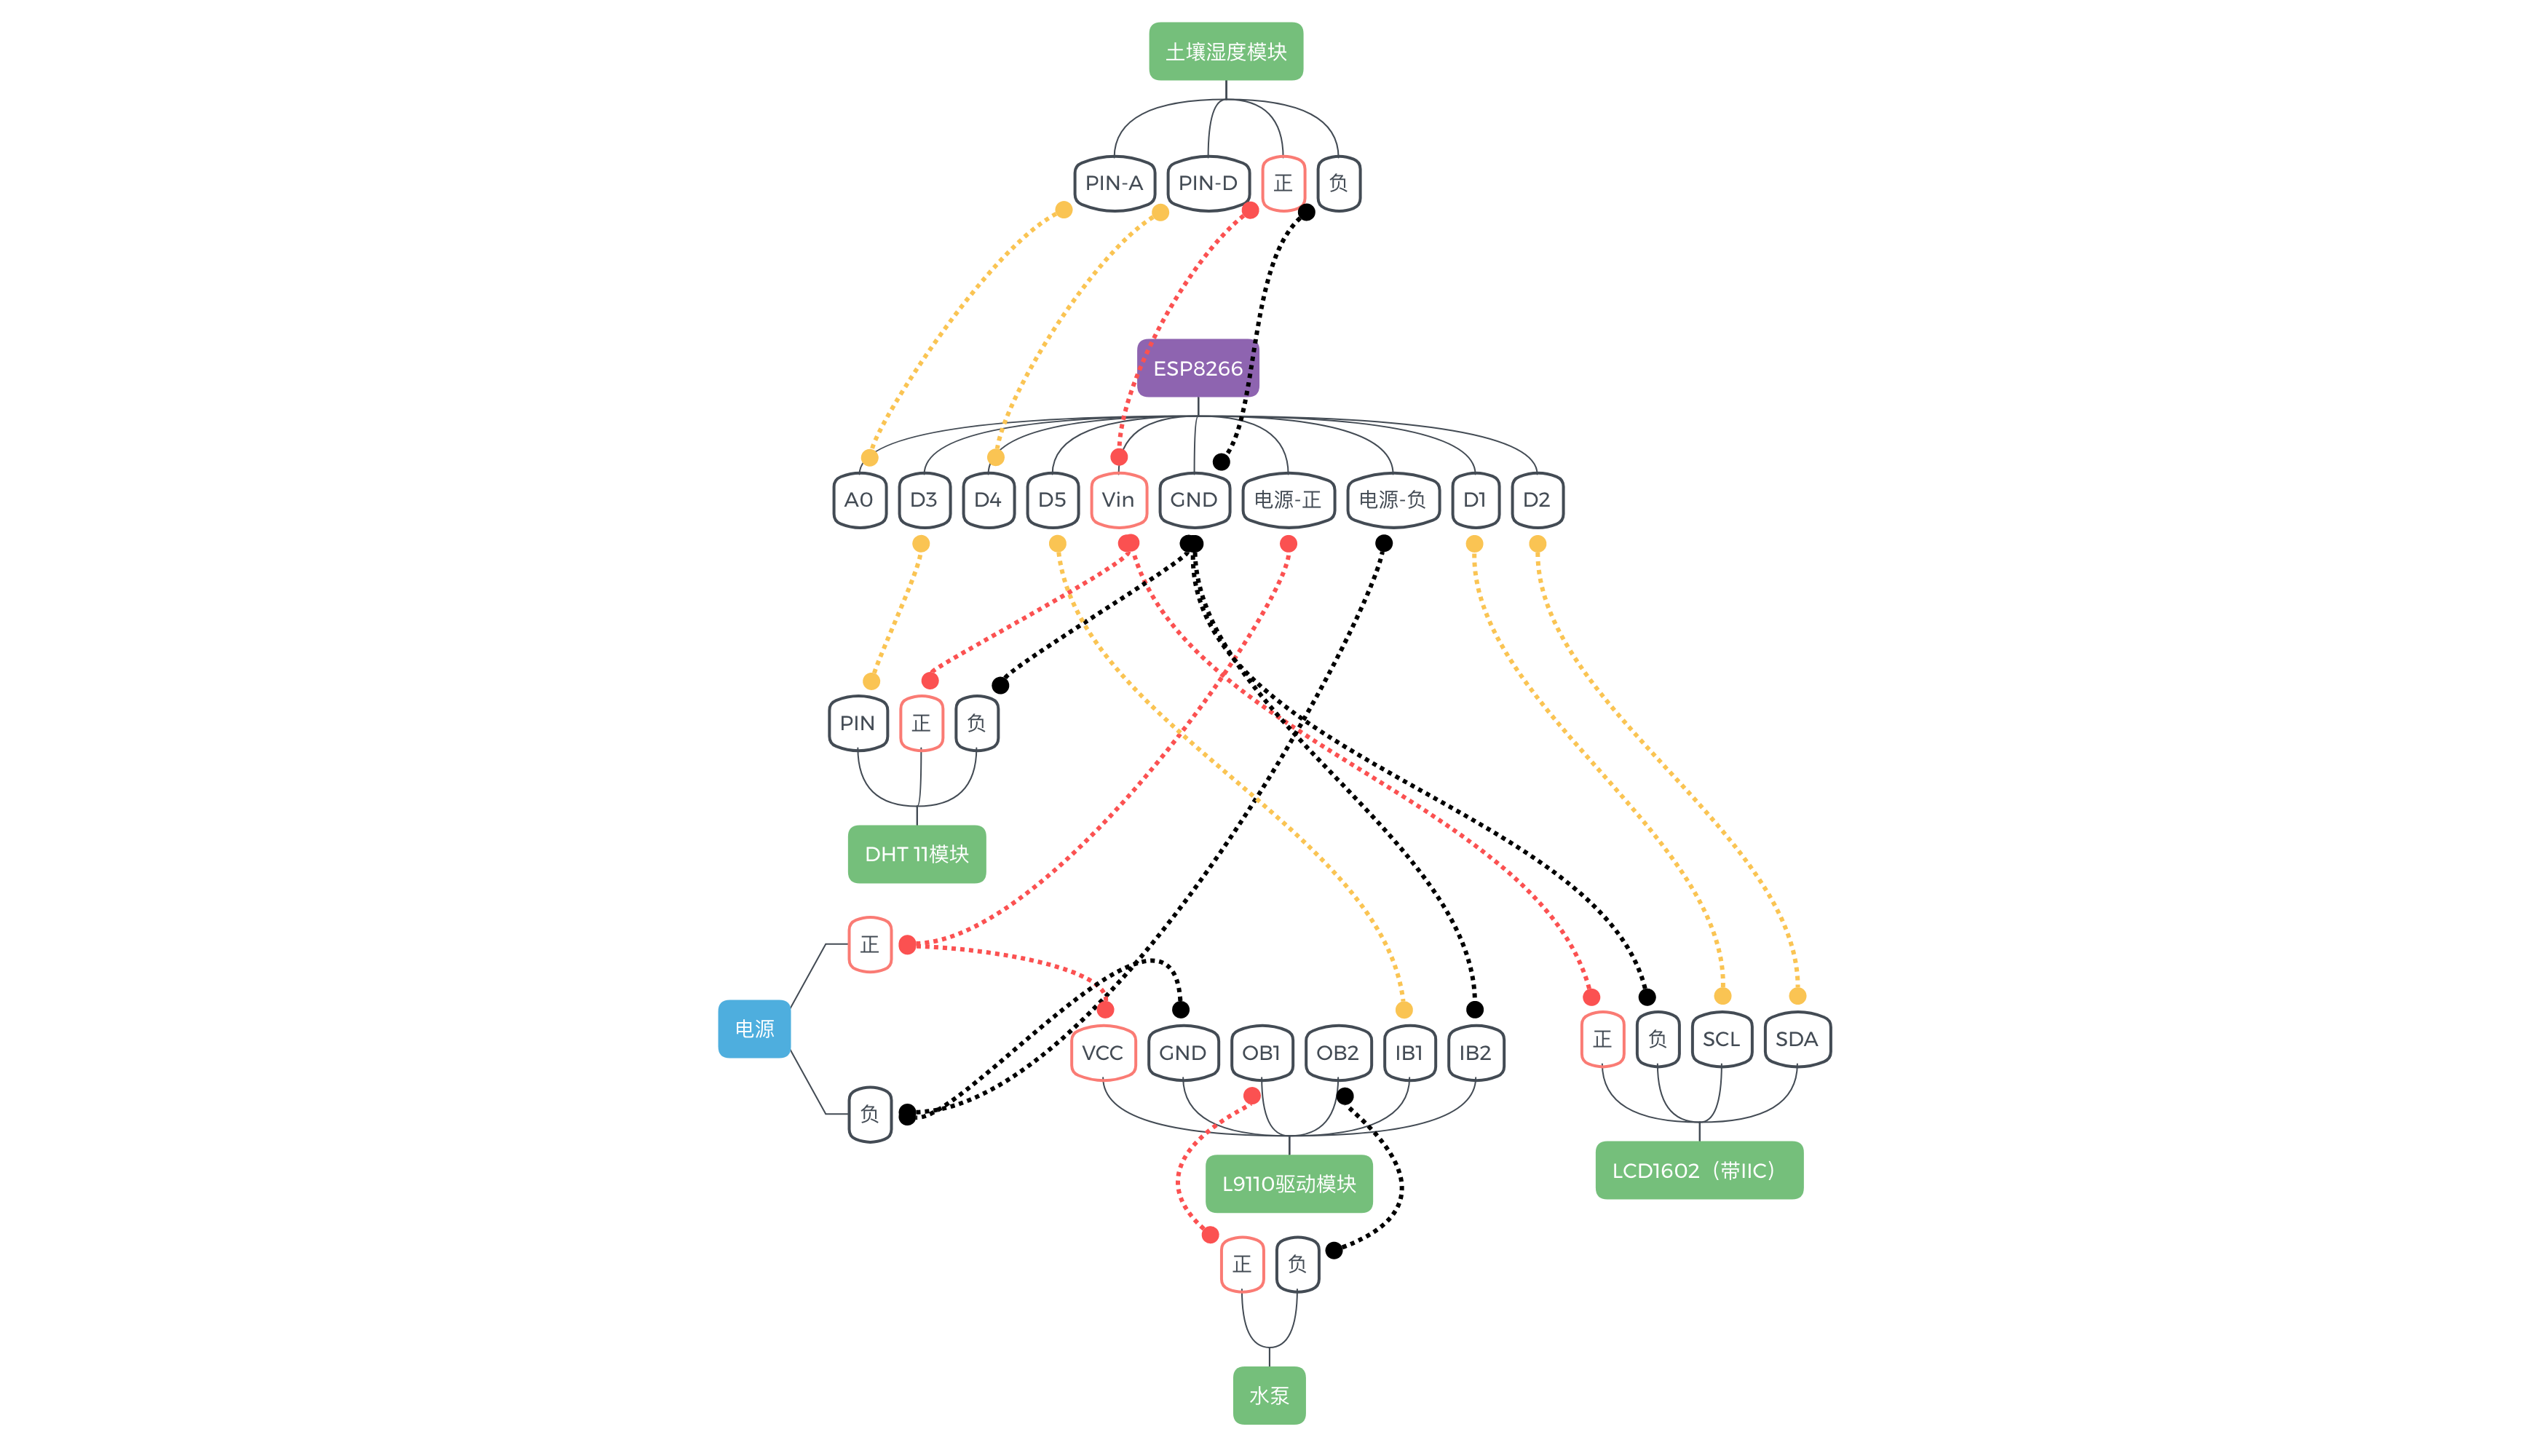 土壤湿度模块
PIN-A
PIN-D
正
负
ESP8266
A0
D3
D4
D5
Vin
GND
电源-正
电源-负
D1
D2
PIN
正
负
DHT 11模块
正
电源
负
VCC
GND
OB1
OB2
IB1
IB2
L9110驱动模块
正
负
SCL
SDA
LCD1602（带IIC）
正
负
水泵